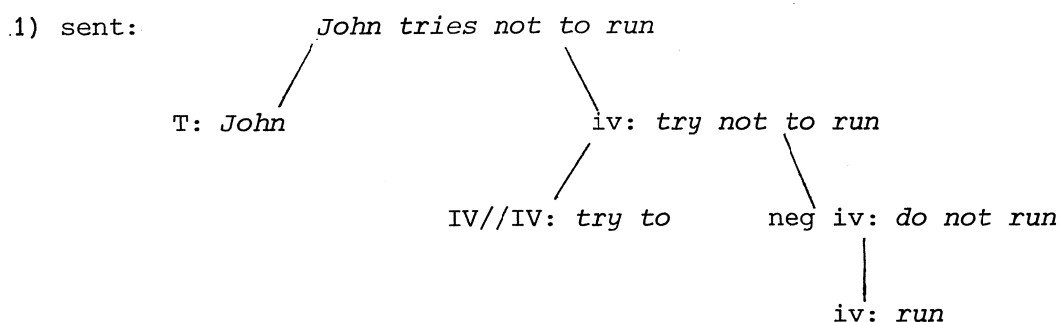 1) sent: John tries not to run
T: John iv: try not to run
IV//IV: try to neg iv: do not run
iv: run